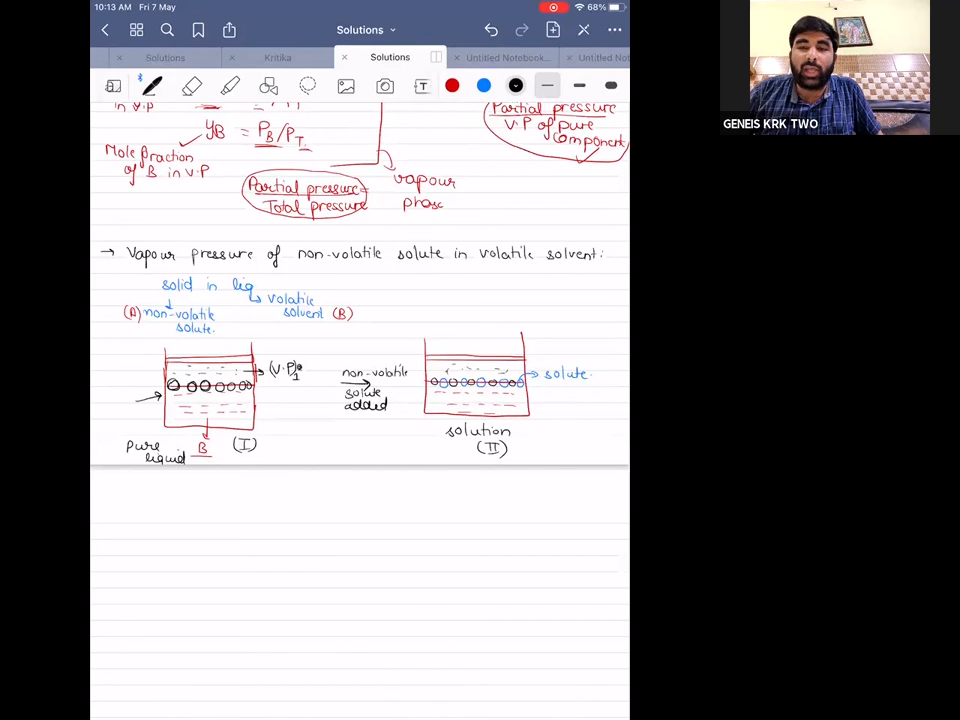 10:13 AM Fri 7 May
68%
Solutions
Solutions
Kritika
Solutions
Untitled Notebook...
Untitled Not
in V.P
YB = PB/PT
Mole fraction
of B in V.P
Partial pressure
Total pressure
vapour
phase
Partial pressure
V.P of pure
component
→ Vapour pressure of non-volatile solute in volatile solvent:
solid in liq
volatile
solvent (B)
(A) non-volatile
solute.
(V.P)
non-volatile
solute
added
solute.
pure
liquid
B
(I)
solution
(II)
GENEIS KRK TWO